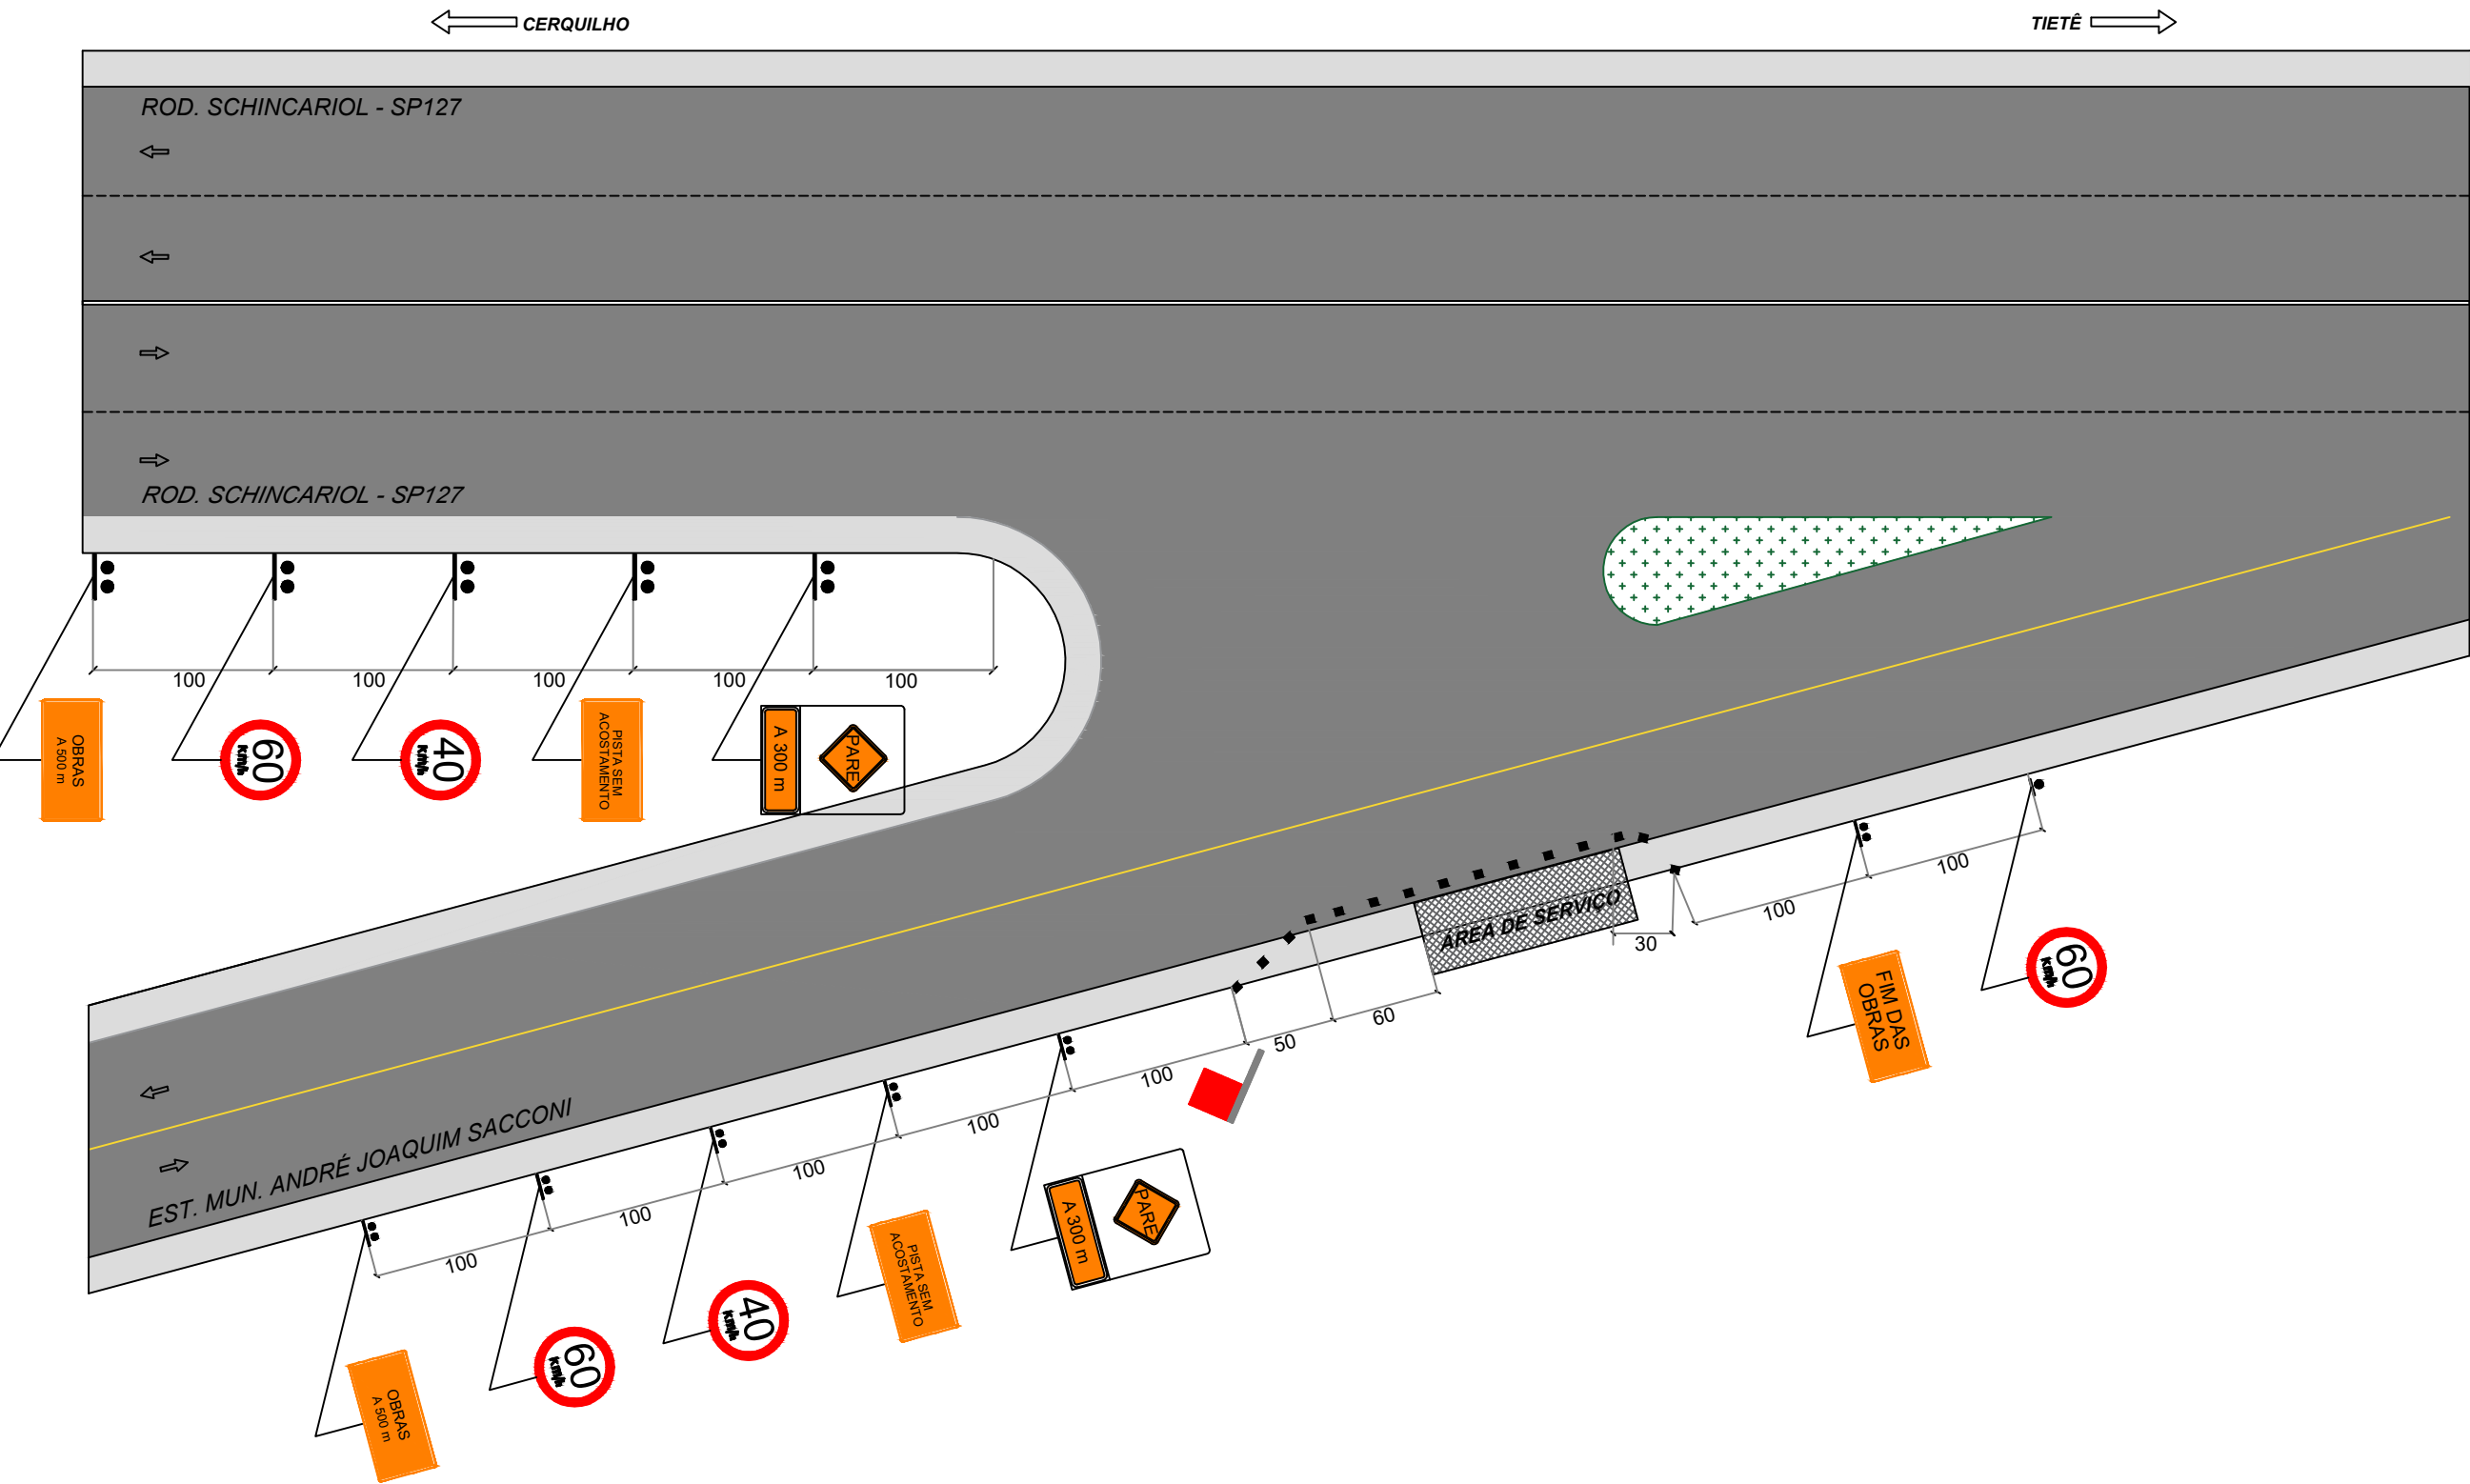 CERQUILHO
TIETÊ
ROD. SCHINCARIOL - SP127
ROD. SCHINCARIOL - SP127
100
100
100
100
100
OBRAS
A 500 m
60
km/h
40
km/h
PISTA SEM
ACOSTAMENTO
A 300 m
PARE
ÁREA DE SERVIÇO
30
100
100
60
50
100
100
100
100
100
FIM DAS
OBRAS
60
km/h
EST. MUN. ANDRÉ JOAQUIM SACCONI
OBRAS
A 500 m
60
km/h
40
km/h
PISTA SEM
ACOSTAMENTO
A 300 m
PARE